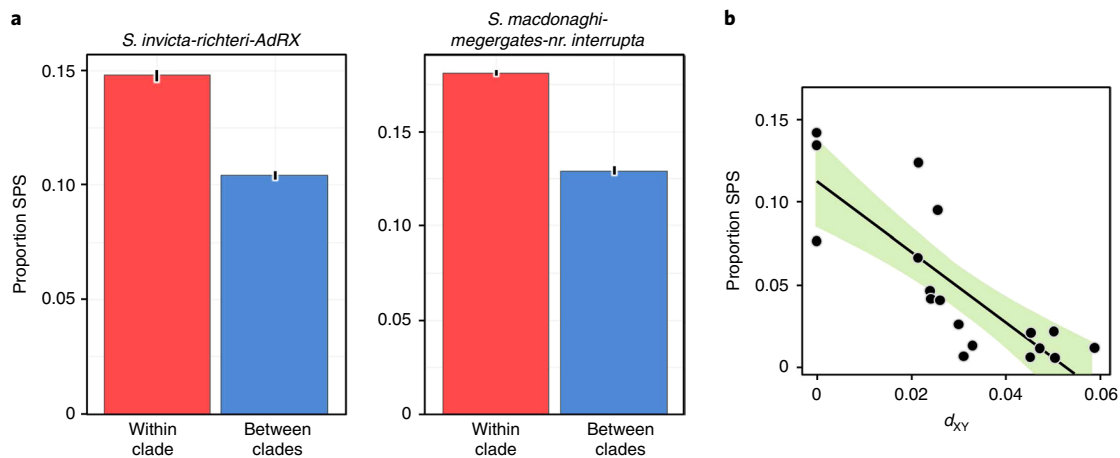 a
S. invicta-richteri-AdRX
Proportion SPS
0.15
0.10
0.05
0
Within
clade
Between
clades
S. macdonaghi-
megergates-nr. interrupta
0.15
0.10
0.05
0
Within
clade
Between
clades
b
Proportion SPS
0.15
0.10
0.05
0
0
0.02
0.04
0.06
dXY